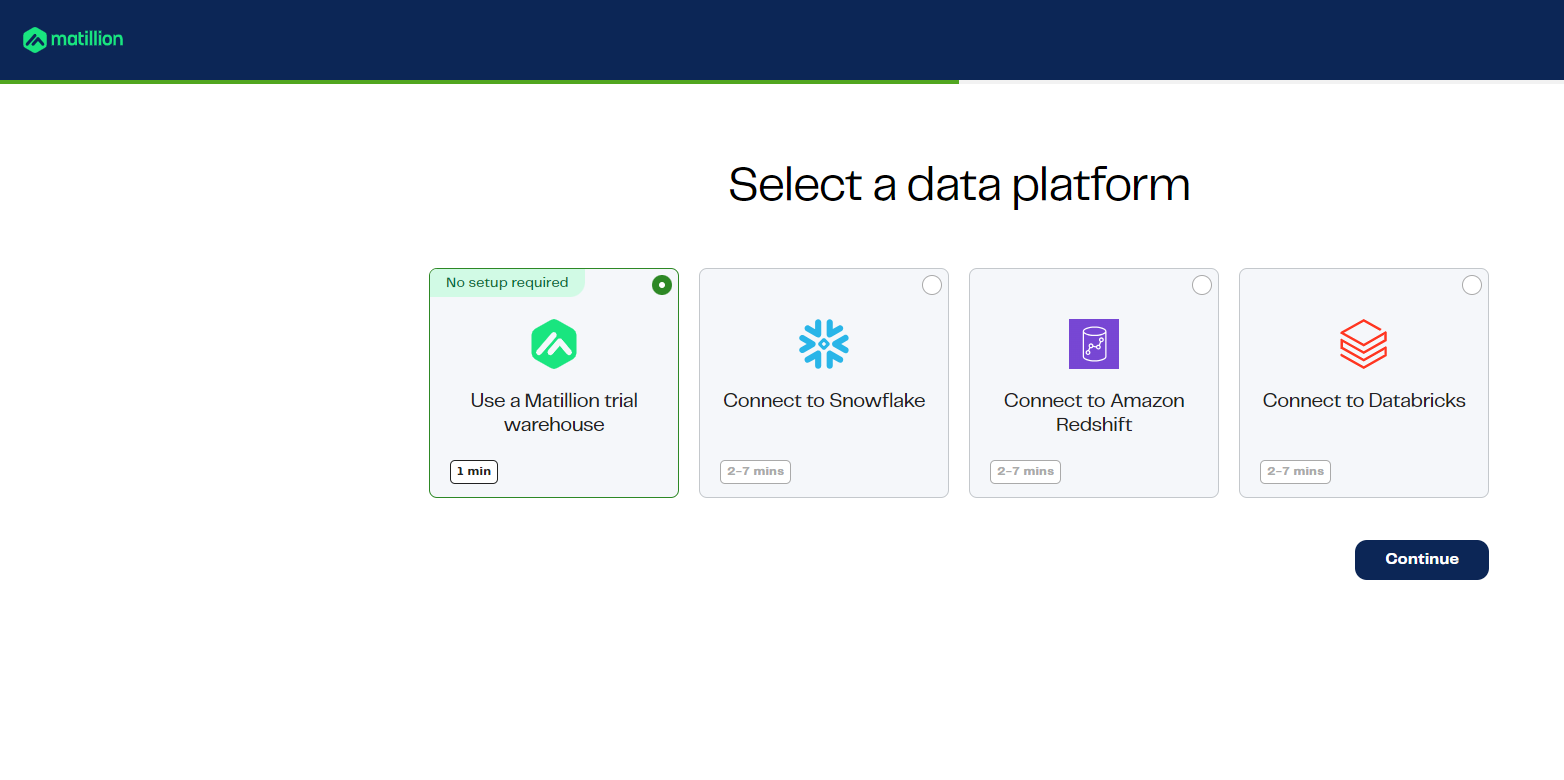 matillion
Select a data platform
No setup required
Use a Matillion trial
warehouse
1 min
Connect to Snowflake
2-7 mins
Connect to Amazon
Redshift
2-7 mins
Connect to Databricks
2-7 mins
Continue